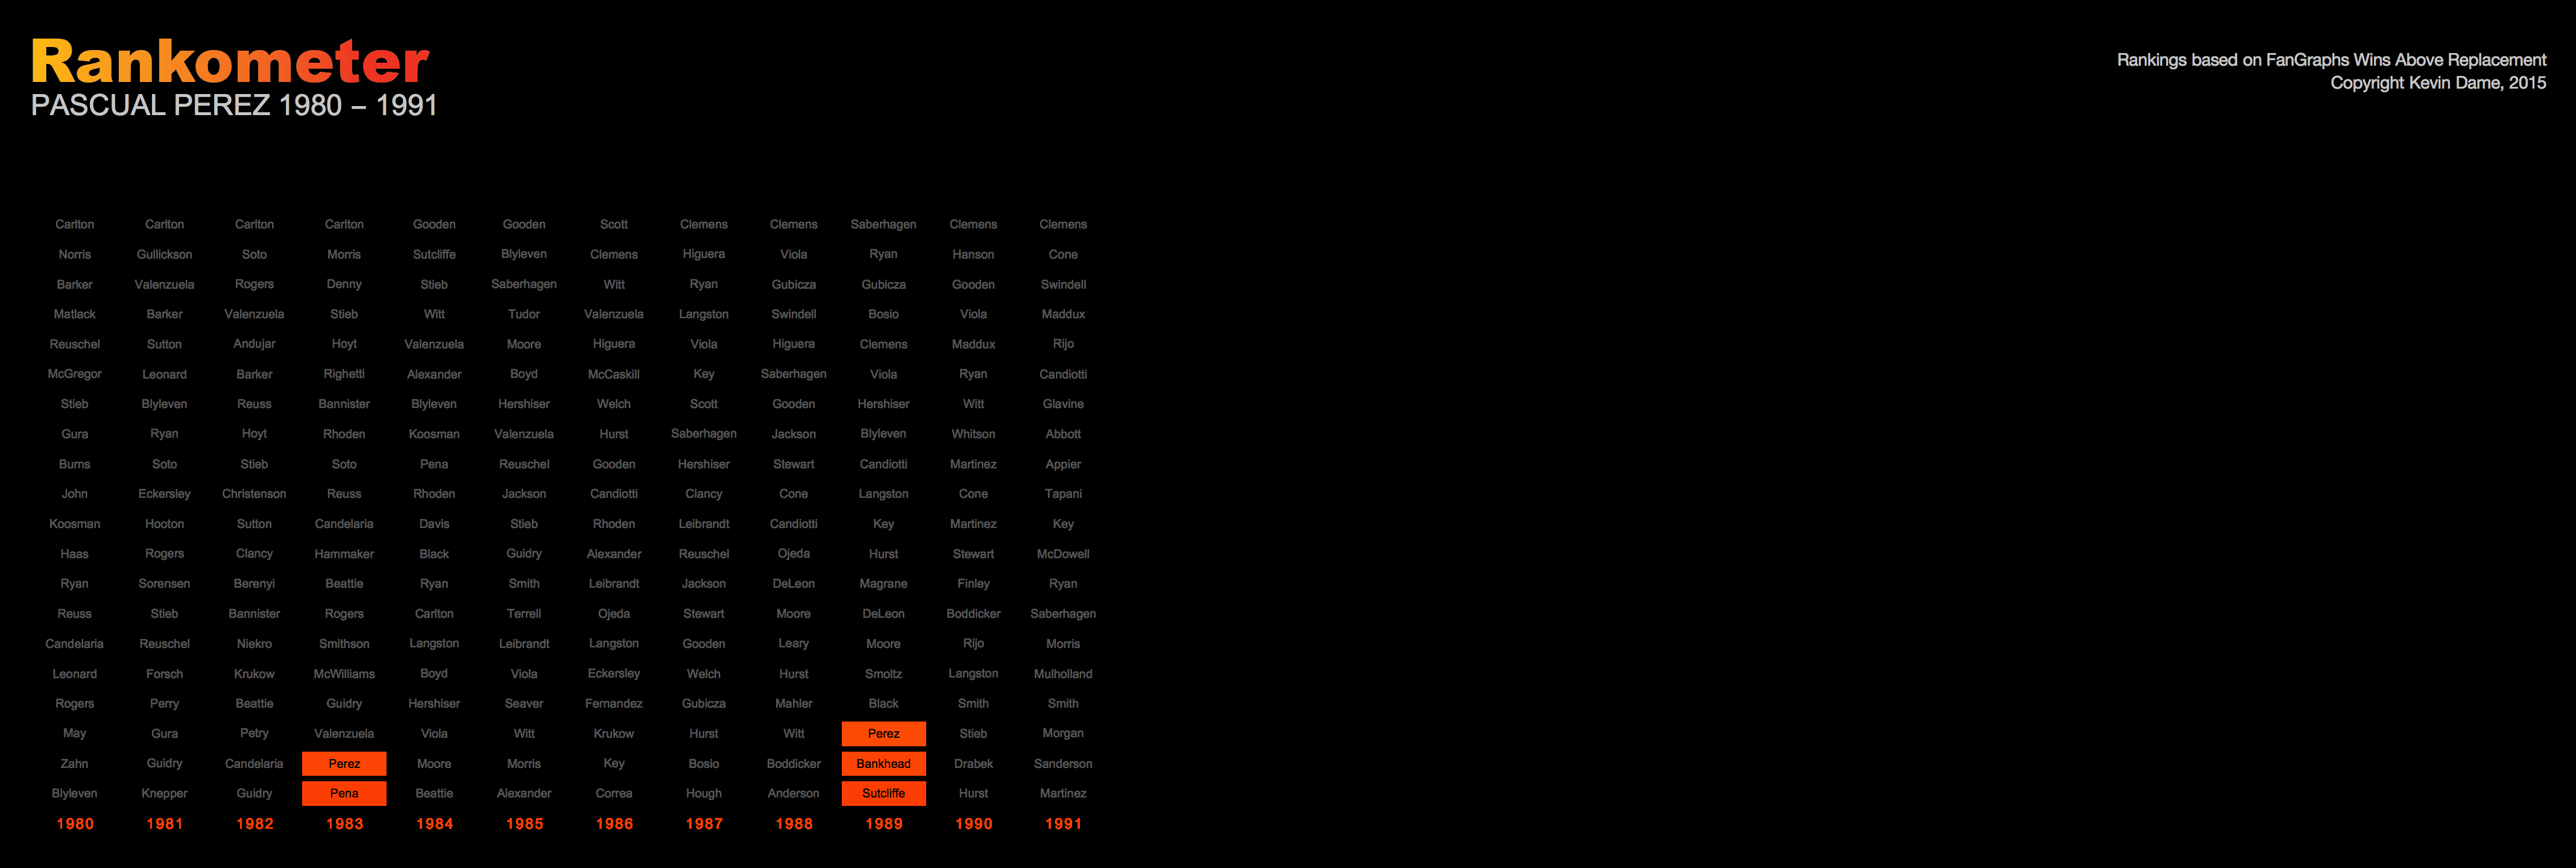 Rankometer
PASCUAL PEREZ 1980 – 1991
Rankings based on FanGraphs Wins Above Replacement
Copyright Kevin Dame, 2015
Carlton Carlton Carlton Carlton Gooden Gooden Scott Clemens Clemens Saberhagen Clemens Clemens
Norris Gullickson Soto Morris Sutcliffe Blyleven Clemens Higuera Viola Ryan Hanson Cone
Barker Valenzuela Rogers Denny Stieb Saberhagen Witt Ryan Gubicza Gubicza Gooden Swindell
Matlack Barker Valenzuela Stieb Witt Tudor Valenzuela Langston Swindell Bosio Viola Maddux
Reuschel Sutton Andujar Hoyt Valenzuela Moore Higuera Viola Higuera Clemens Maddux Rijo
McGregor Leonard Barker Righetti Alexander Boyd McCaskill Key Saberhagen Viola Ryan Candiotti
Stieb Blyleven Reuss Bannister Blyleven Hershiser Welch Scott Gooden Hershiser Witt Glavine
Gura Ryan Hoyt Rhoden Koosman Valenzuela Hurst Saberhagen Jackson Blyleven Whitson Abbott
Burns Soto Stieb Soto Pena Reuschel Gooden Hershiser Stewart Candiotti Martinez Appier
John Eckersley Christenson Reuss Rhoden Jackson Candiotti Clancy Cone Langston Cone Tapani
Koosman Hooton Sutton Candelaria Davis Stieb Rhoden Leibrandt Candiotti Key Martinez Key
Haas Rogers Clancy Hammaker Black Guidry Alexander Reuschel Ojeda Hurst Stewart McDowell
Ryan Sorensen Berenyi Beattie Ryan Smith Leibrandt Jackson DeLeon Magrane Finley Ryan
Reuss Stieb Bannister Rogers Carlton Terrell Ojeda Stewart Moore DeLeon Boddicker Saberhagen
Candelaria Reuschel Niekro Smithson Langston Leibrandt Langston Gooden Leary Moore Rijo Morris
Leonard Forsch Krukow McWilliams Boyd Viola Eckersley Welch Hurst Smoltz Langston Mulholland
Rogers Perry Beattie Guidry Hershiser Seaver Fernandez Gubicza Mahler Black Smith Smith
May Gura Petry Valenzuela Viola Witt Krukow Hurst Witt Perez Stieb Morgan
Zahn Guidry Candelaria Perez Moore Morris Key Bosio Boddicker Bankhead Drabek Sanderson
Blyleven Knepper Guidry Pena Beattie Alexander Correa Hough Anderson Sutcliffe Hurst Martinez
1980 1981 1982 1983 1984 1985 1986 1987 1988 1989 1990 1991